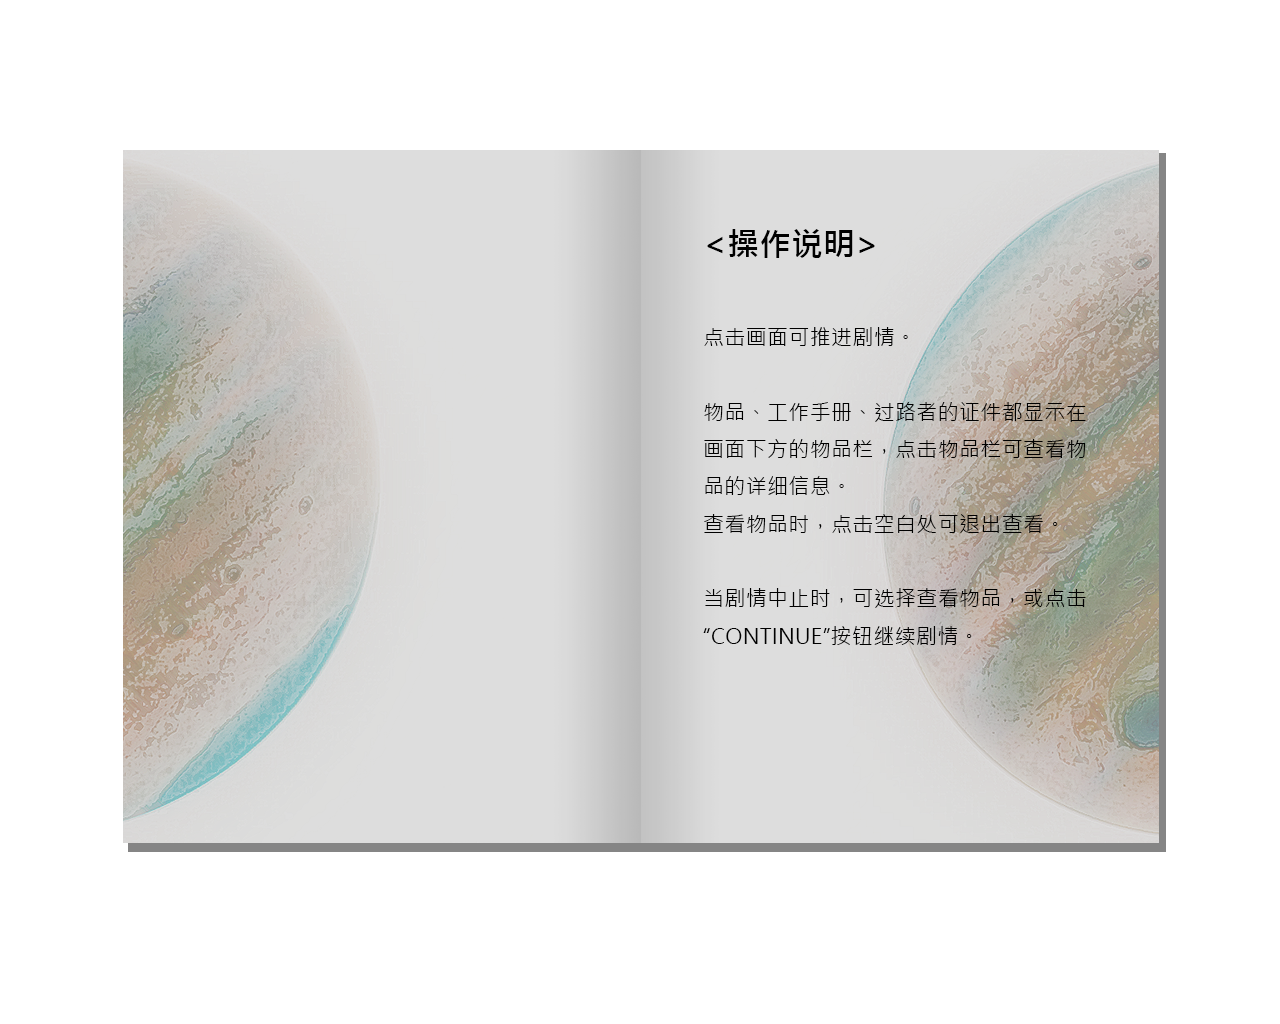 <操作说明>
点击画面可推进剧情。
物品、工作手册、过路者的证件都显示在
画面下方的物品栏，点击物品栏可查看物
品的详细信息。
查看物品时，点击空白处可退出查看。
当剧情中止时，可选择查看物品，或点击
“CONTINUE”按钮继续剧情。